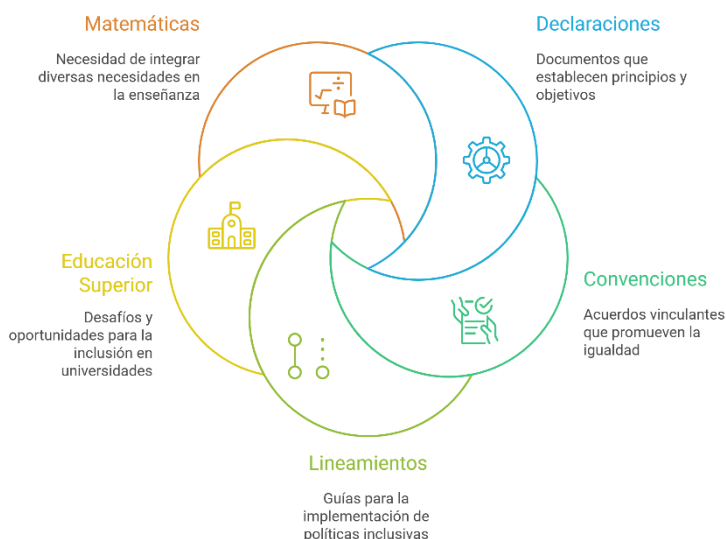 Matemáticas
Necesidad de integrar
diversas necesidades en
la enseñanza
Declaraciones
Documentos que
establecen principios y
objetivos
Educación
Superior
Desafíos y
oportunidades para la
inclusión en
universidades
Convenciones
Acuerdos vinculantes
que promueven la
igualdad
Lineamientos
Guías para la
implementación de
políticas inclusivas